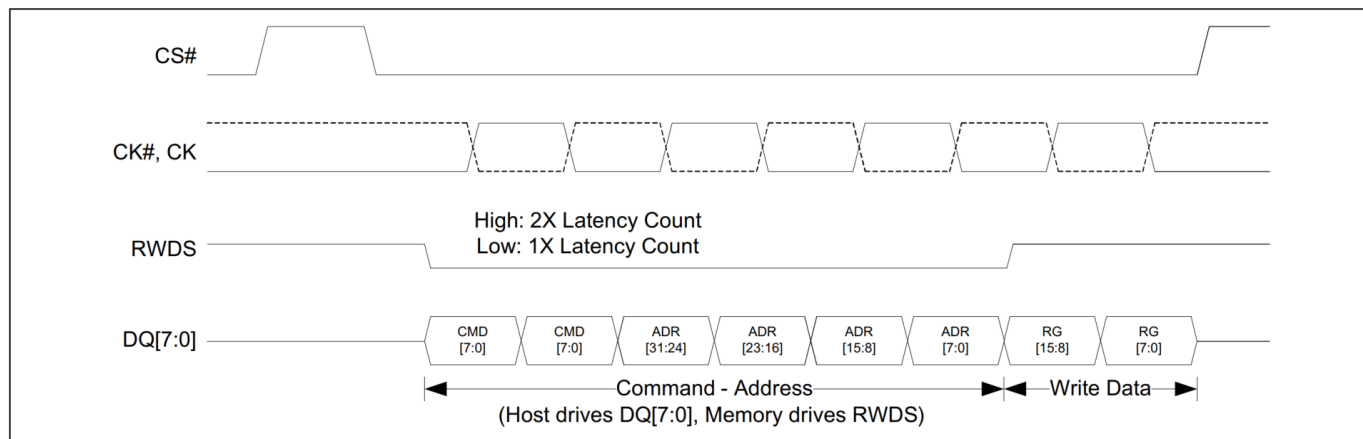 CS#
CK#, CK
High: 2X Latency Count
Low: 1X Latency Count
RWDS
DQ[7:0]
CMD [7:0]
CMD [7:0]
ADR [31:24]
ADR [23:16]
ADR [15:8]
ADR [7:0]
RG [15:8]
RG [7:0]
Command - Address
Write Data
(Host drives DQ[7:0], Memory drives RWDS)